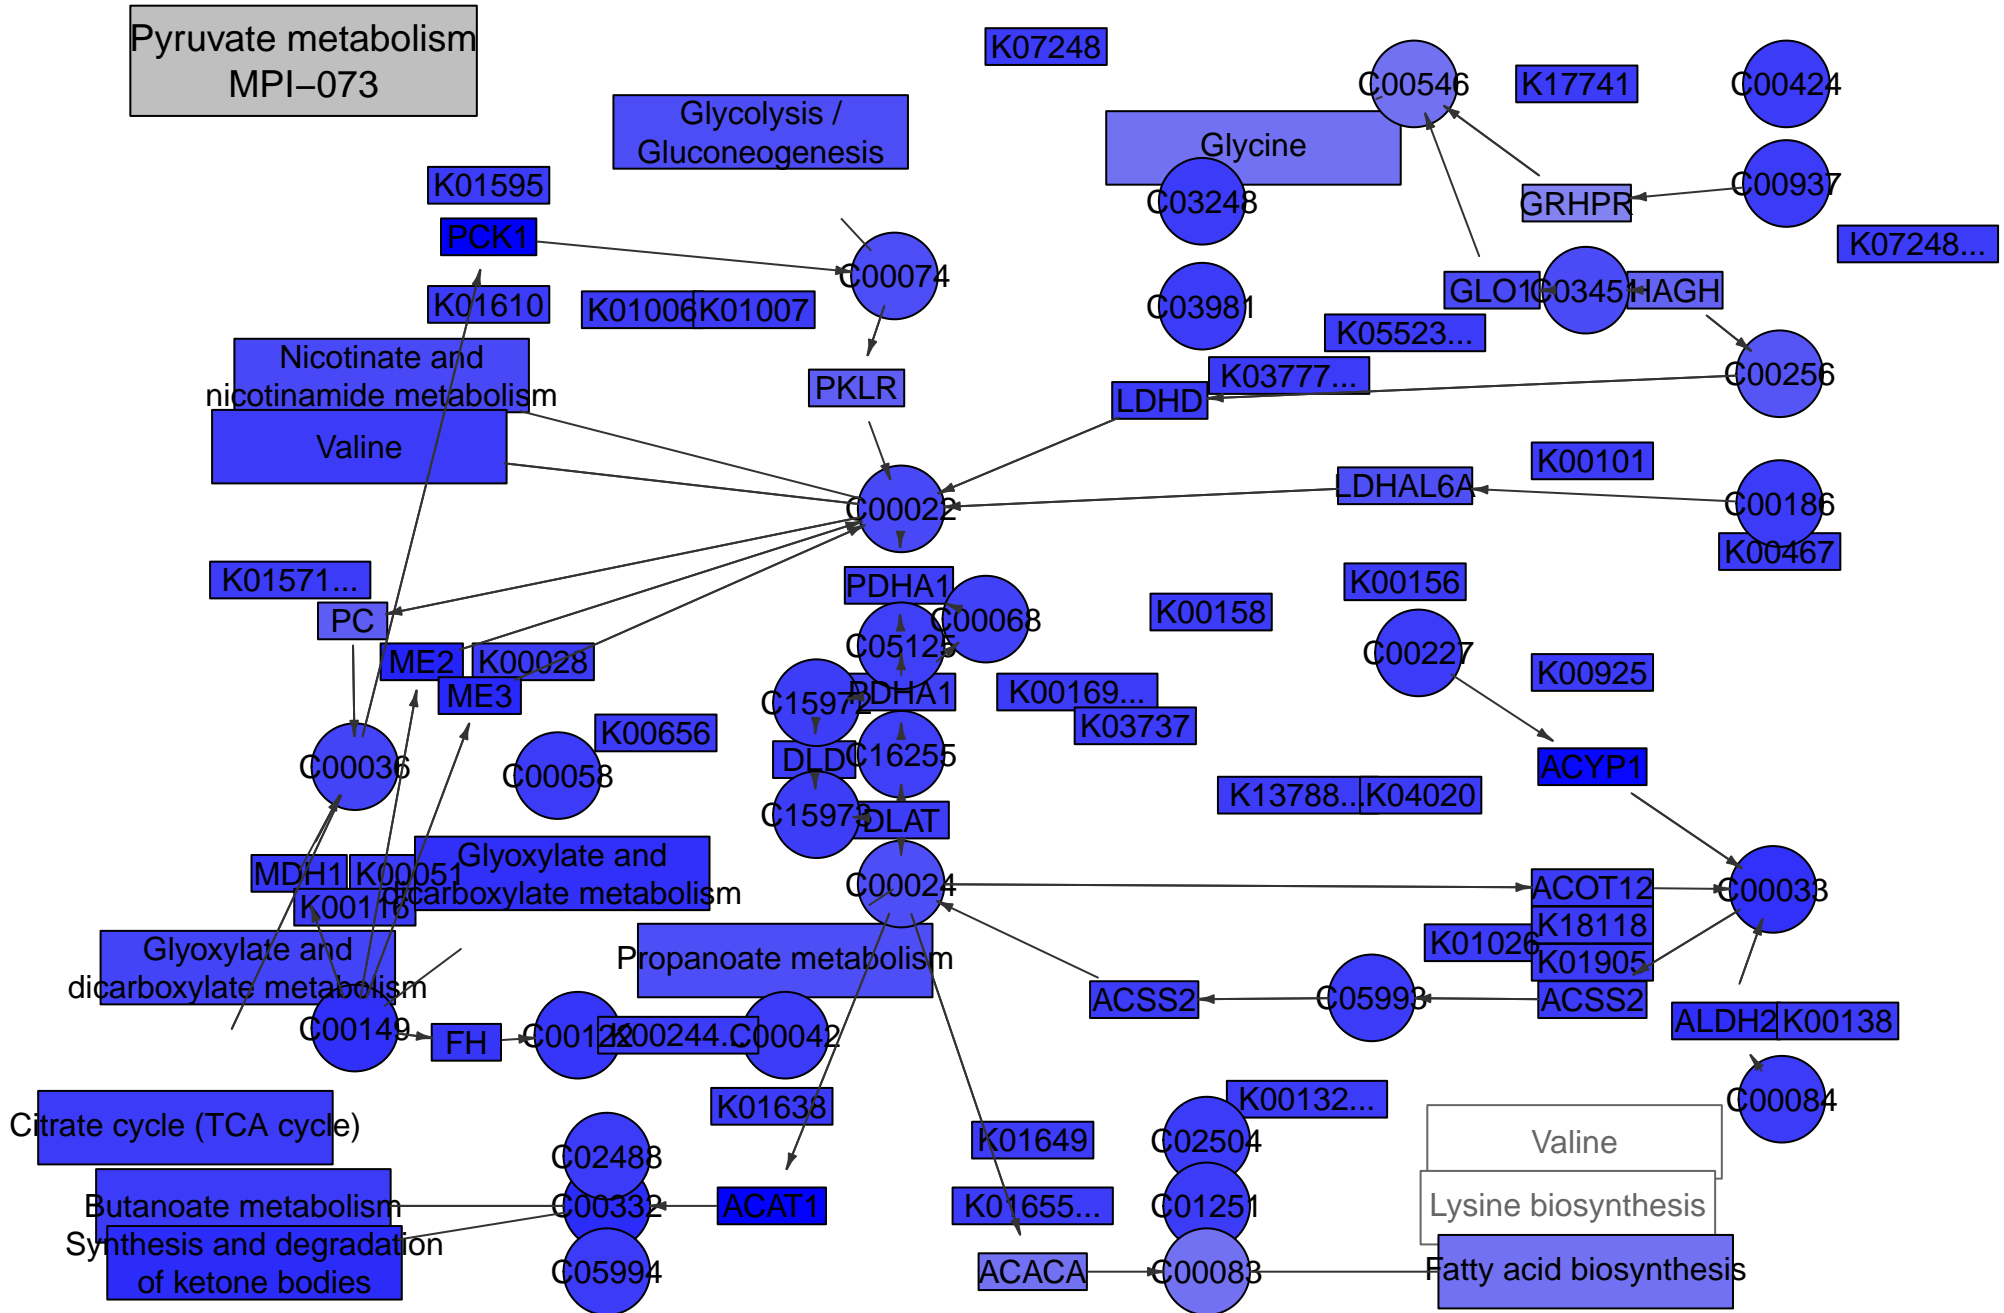 Pyruvate metabolism
MPI−073
K07248
C00546
K17741
C00424
Glycolysis /
Gluconeogenesis
Glycine
K01595
C03248
GRHPR
C00937
PCK1
K07248...
C00074
K01610
K01006
K01007
C03981
GLO1
C03451
HAGH
K05523...
Nicotinate and
nicotinamide metabolism
PKLR
K03777...
LDHD
C00256
Valine
K00101
LDHAL6A
C00186
C00022
K00467
K01571...
PDHA1
K00156
PC
C00068
K00158
C05125
C00227
ME2
K00028
K00925
ME3
C15972
PDHA1
K00169...
K03737
K00656
C00036
C00058
DLD
C16255
ACYP1
K13788...
K04020
C15973
DLAT
MDH1
K00051
Glyoxylate and
dicarboxylate metabolism
C00024
ACOT12
C00033
K00116
K18118
K01026
Glyoxylate and
dicarboxylate metabolism
Propanoate metabolism
K01905
C05993
ACSS2
ACSS2
C00149
FH
C00122
K00244...
C00042
ALDH2
K00138
K01638
K00132...
C00084
Citrate cycle (TCA cycle)
K01649
C02504
Valine
C02488
Butanoate metabolism
C00332
ACAT1
K01655...
C01251
Lysine biosynthesis
Synthesis and degradation
of ketone bodies
C05994
ACACA
C00083
Fatty acid biosynthesis